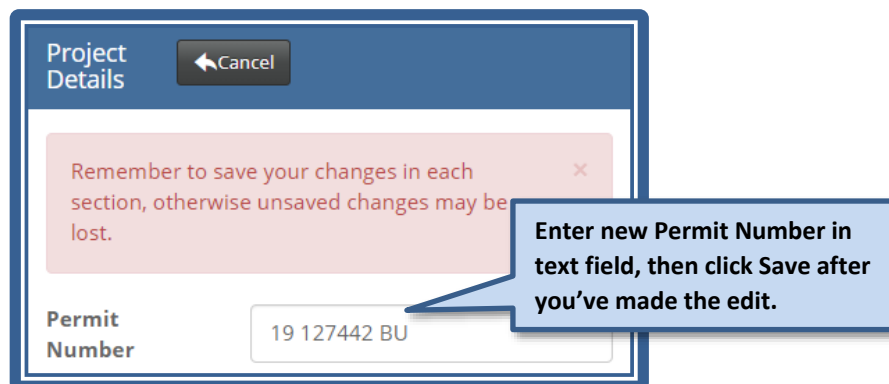 Project
Details
Cancel
Remember to save your changes in each
section, otherwise unsaved changes may be
lost.
×
Enter new Permit Number in
text field, then click Save after
you’ve made the edit.
Permit
Number
19 127442 BU